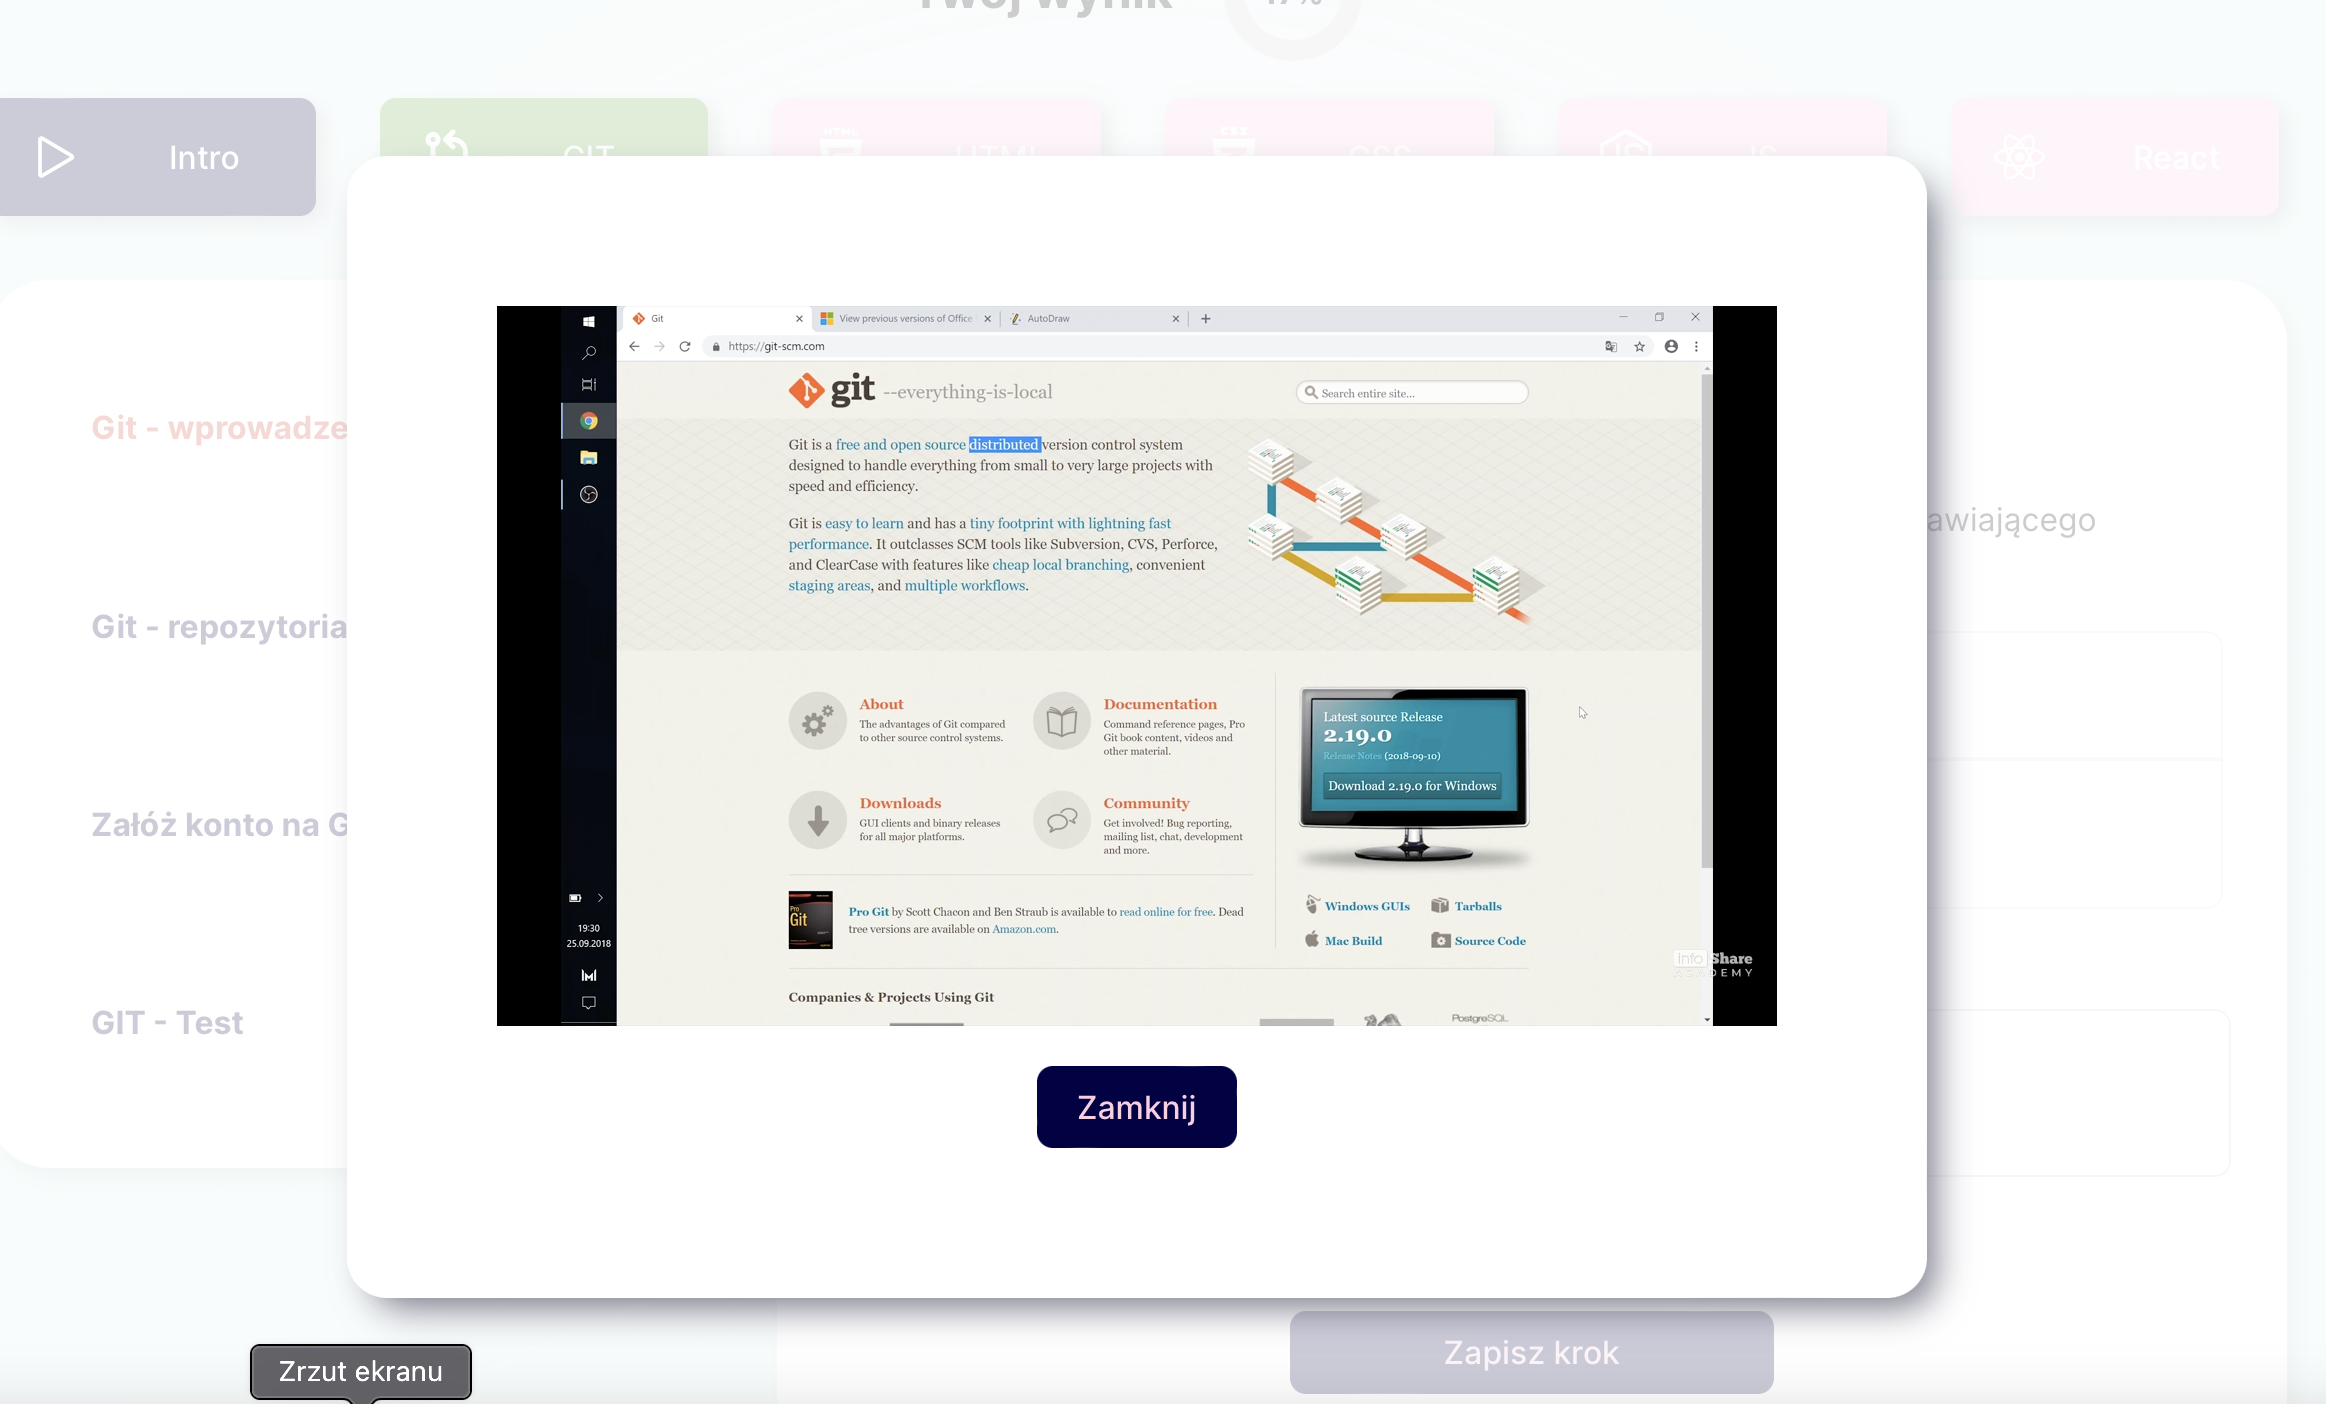 Twój wynik
17%
Intro
GIT
HTML
CSS
JS
React
Git - wprowadze
Git - repozytoria
Załóż konto na G
GIT - Test
awiającego
Git
View previous versions of Office
AutoDraw
https://git-scm.com
git --everything-is-local
Search entire site...
Git is a free and open source distributed version control system
designed to handle everything from small to very large projects with
speed and efficiency.
Git is easy to learn and has a tiny footprint with lightning fast
performance. It outclasses SCM tools like Subversion, CVS, Perforce,
and ClearCase with features like cheap local branching, convenient
staging areas, and multiple workflows.
About
The advantages of Git compared
to other source control systems.
Documentation
Command reference pages, Pro
Git book content, videos and
other material.
Downloads
GUI clients and binary releases
for all major platforms.
Community
Get involved! Bug reporting,
mailing list, chat, development
and more.
Latest source Release
2.19.0
Release Notes (2018-09-10)
Download 2.19.0 for Windows
Pro
Git
Pro Git by Scott Chacon and Ben Straub is available to read online for free. Dead
tree versions are available on Amazon.com.
Windows GUIs
Tarballs
Mac Build
Source Code
19:30
25.09.2018
info Share
ACADEMY
Companies & Projects Using Git
PostgreSQL
Zamknij
Zapisz krok
Zrzut ekranu